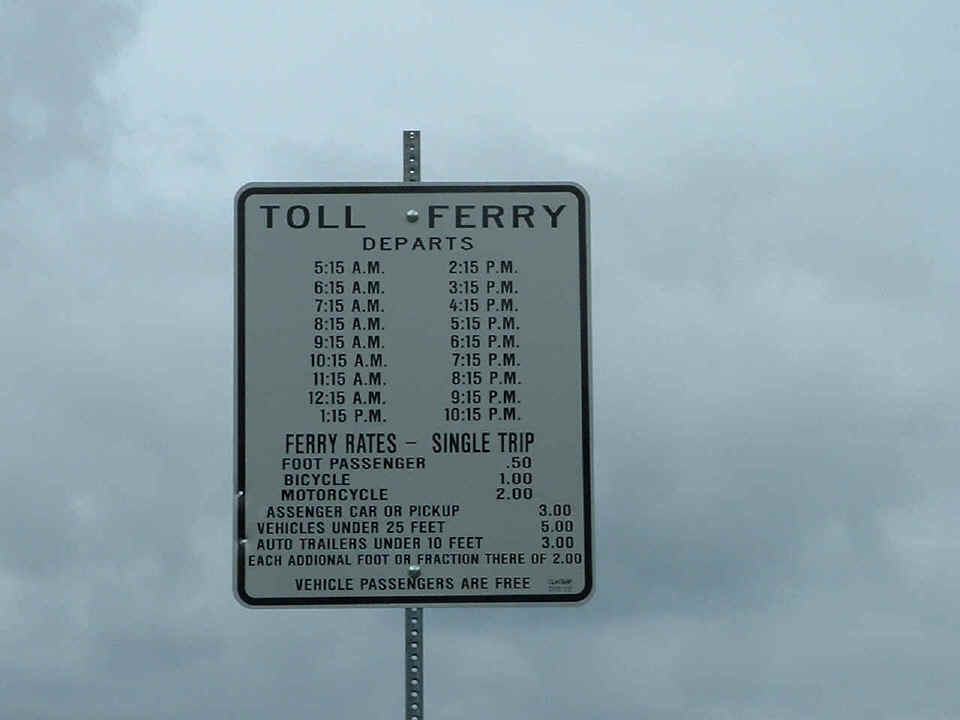 TOLL FERRY
DEPARTS
5:15 A.M. 2:15 P.M.
6:15 A.M. 3:15 P.M.
7:15 A.M. 4:15 P.M.
8:15 A.M. 5:15 P.M.
9:15 A.M. 6:15 P.M.
10:15 A.M. 7:15 P.M.
11:15 A.M. 8:15 P.M.
12:15 A.M. 9:15 P.M.
1:15 P.M. 10:15 P.M.
FERRY RATES - SINGLE TRIP
FOOT PASSENGER .50
BICYCLE 1.00
MOTORCYCLE 2.00
ASSENGER CAR OR PICKUP 3.00
VEHICLES UNDER 25 FEET 5.00
AUTO TRAILERS UNDER 10 FEET 3.00
EACH ADDIONAL FOOT OR FRACTION THERE OF 2.00
VEHICLE PASSENGERS ARE FREE